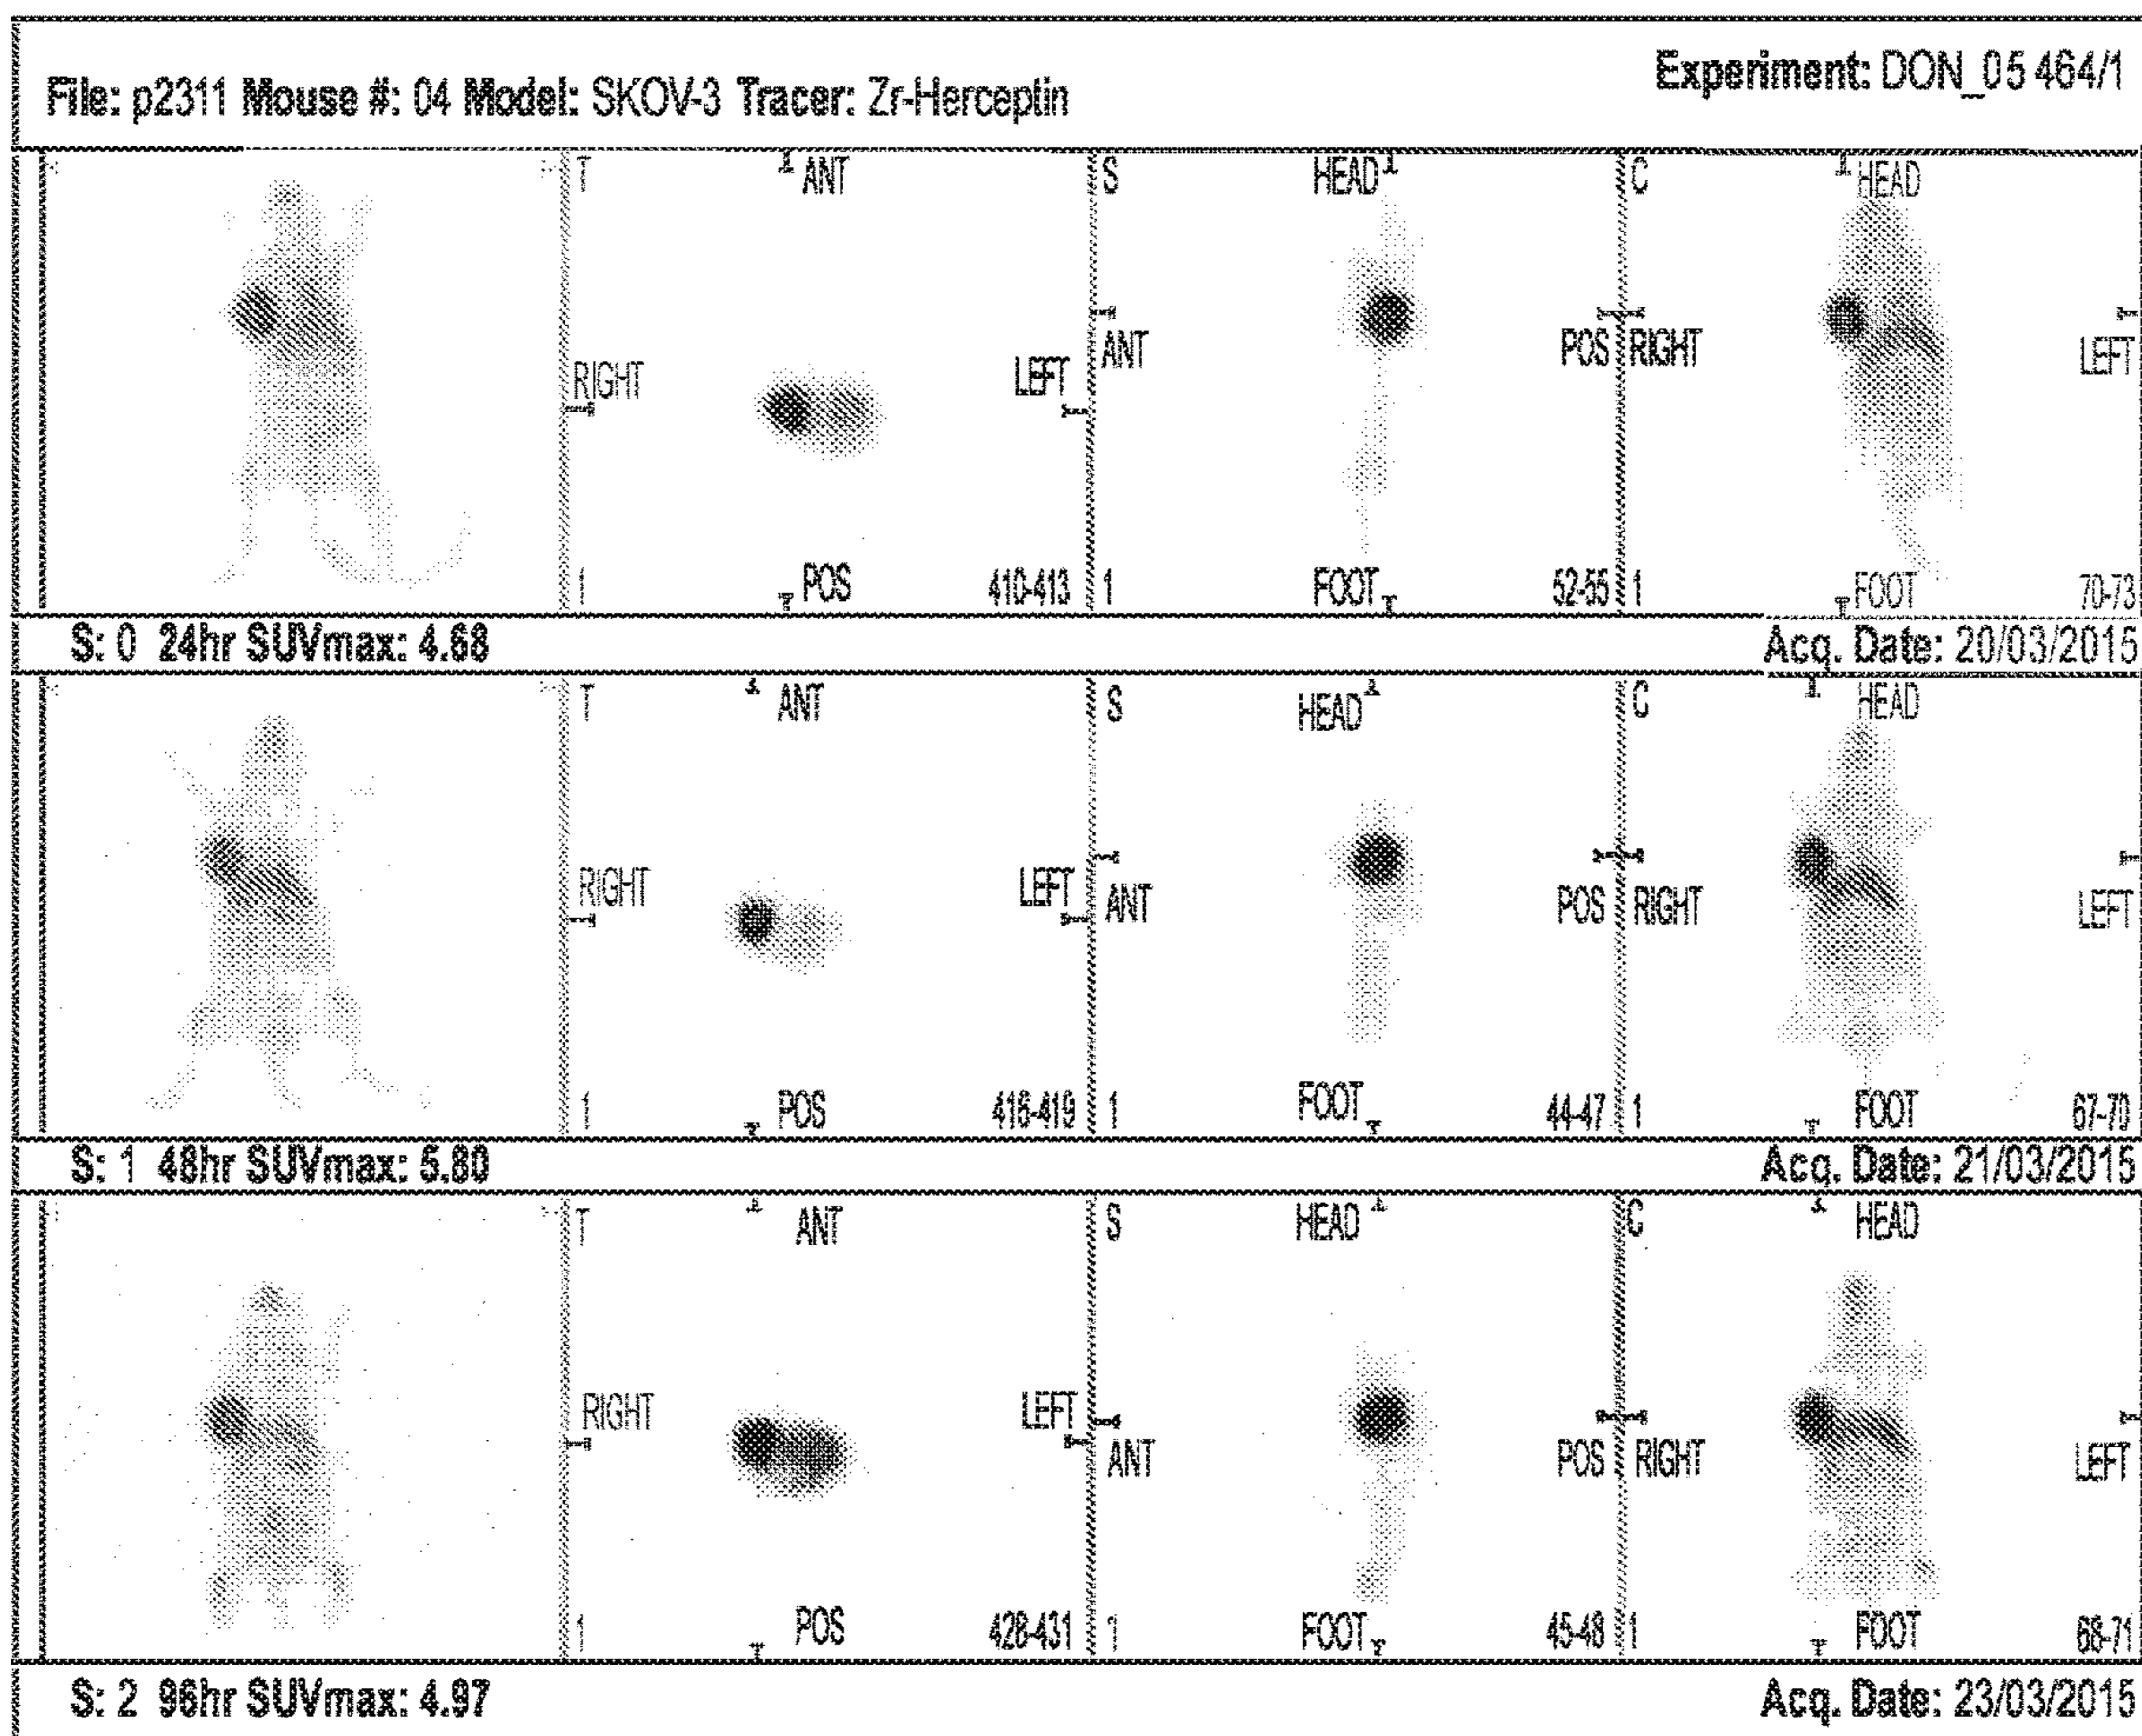 Experiment: DON_05 464/1
File: p2311 Mouse #: 04 Model: SKOV-3 Tracer: Zr-Herceptin
T ANT S HEAD C HEAD
RIGHT LEFT ANT POS RIGHT LEFT
1 POS 410-413 1 FOOT 52-55 1 FOOT 70-73
S: 0 24hr SUVmax: 4.68 Acq. Date: 20/03/2015
T ANT S HEAD C HEAD
RIGHT LEFT ANT POS RIGHT LEFT
1 POS 416-419 1 FOOT 44-47 1 FOOT 67-70
S: 1 48hr SUVmax: 5.80 Acq. Date: 21/03/2015
T ANT S HEAD C HEAD
RIGHT LEFT ANT POS RIGHT LEFT
1 POS 428-431 1 FOOT 45-48 1 FOOT 68-71
S: 2 96hr SUVmax: 4.97 Acq. Date: 23/03/2015